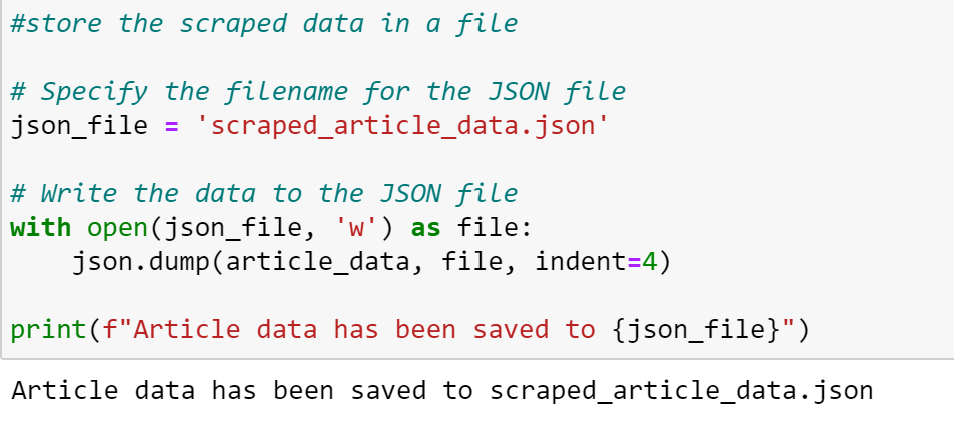 #store the scraped data in a file
# Specify the filename for the JSON file
json_file = 'scraped_article_data.json'
# Write the data to the JSON file
with open(json_file, 'w') as file:
    json.dump(article_data, file, indent=4)
print(f"Article data has been saved to {json_file}")
Article data has been saved to scraped_article_data.json